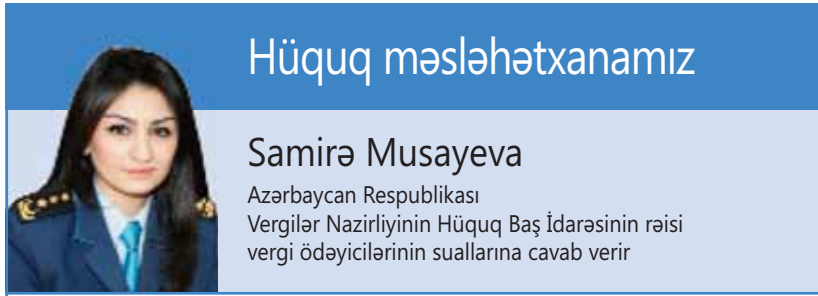 Hüquq məsləhətxanamız
Samirə Musayeva
Azərbaycan Respublikası
Vergilər Nazirliyinin Hüquq Baş İdarəsinin rəisi
vergi ödəyicilərinin suallarına cavab verir